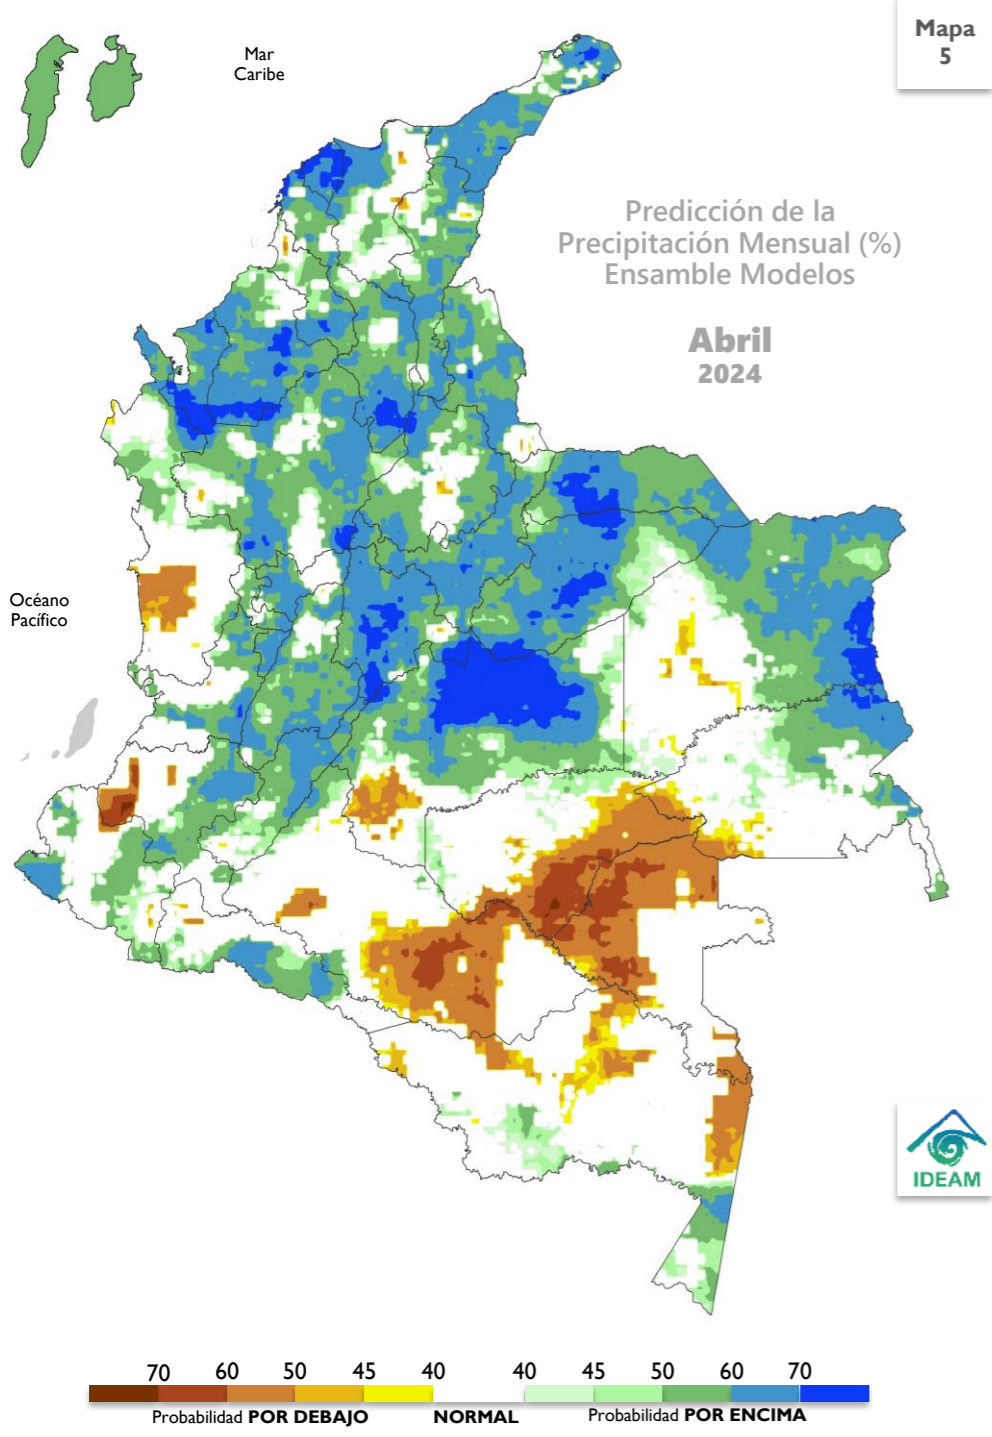 Mapa
5
Mar
Caribe
Predicción de la
Precipitación Mensual (%)
Ensamble Modelos
Abril
2024
Océano
Pacífico
IDEAM
70 60 50 45 40 40 45 50 60 70
Probabilidad POR DEBAJO NORMAL Probabilidad POR ENCIMA